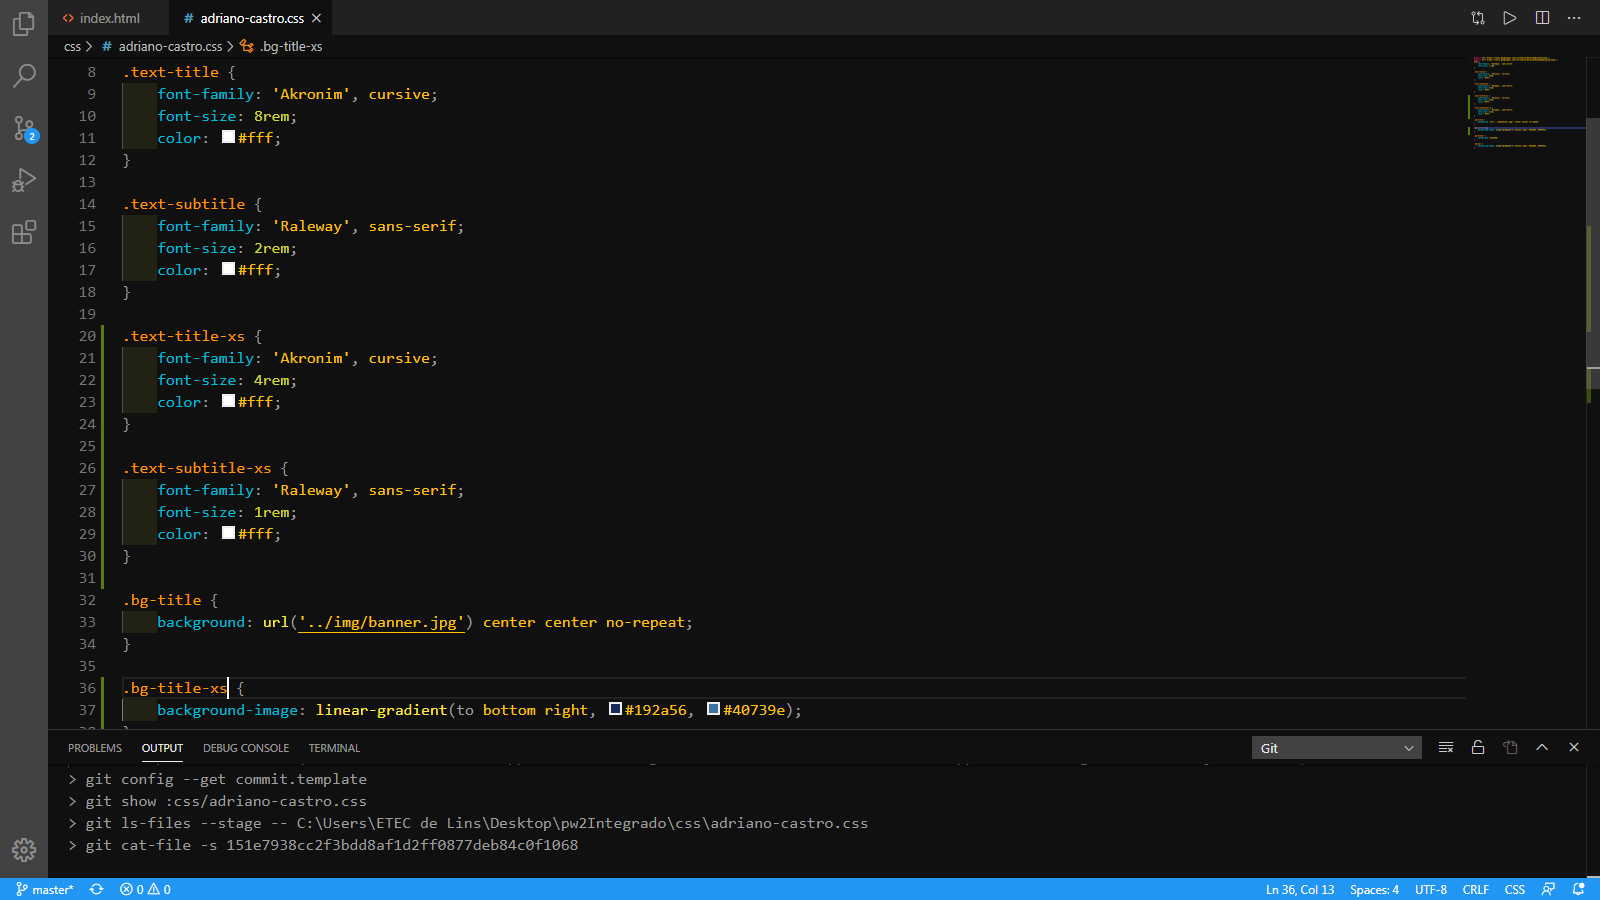 index.html
# adriano-castro.css
css > # adriano-castro.css > .bg-title-xs
8 .text-title {
9 font-family: 'Akronim', cursive;
10 font-size: 8rem;
11 color: #fff;
12 }
13
14 .text-subtitle {
15 font-family: 'Raleway', sans-serif;
16 font-size: 2rem;
17 color: #fff;
18 }
19
20 .text-title-xs {
21 font-family: 'Akronim', cursive;
22 font-size: 4rem;
23 color: #fff;
24 }
25
26 .text-subtitle-xs {
27 font-family: 'Raleway', sans-serif;
28 font-size: 1rem;
29 color: #fff;
30 }
31
32 .bg-title {
33 background: url('../img/banner.jpg') center center no-repeat;
34 }
35
36 .bg-title-xs {
37 background-image: linear-gradient(to bottom right, #192a56, #40739e);
2
PROBLEMS OUTPUT DEBUG CONSOLE TERMINAL Git
> git config --get commit.template
> git show :css/adriano-castro.css
> git ls-files --stage -- C:\Users\ETEC de Lins\Desktop\pw2Integrado\css\adriano-castro.css
> git cat-file -s 151e7938cc2f3bdd8af1d2ff0877deb84c0f1068
master* 0 0 Ln 36, Col 13 Spaces: 4 UTF-8 CRLF CSS